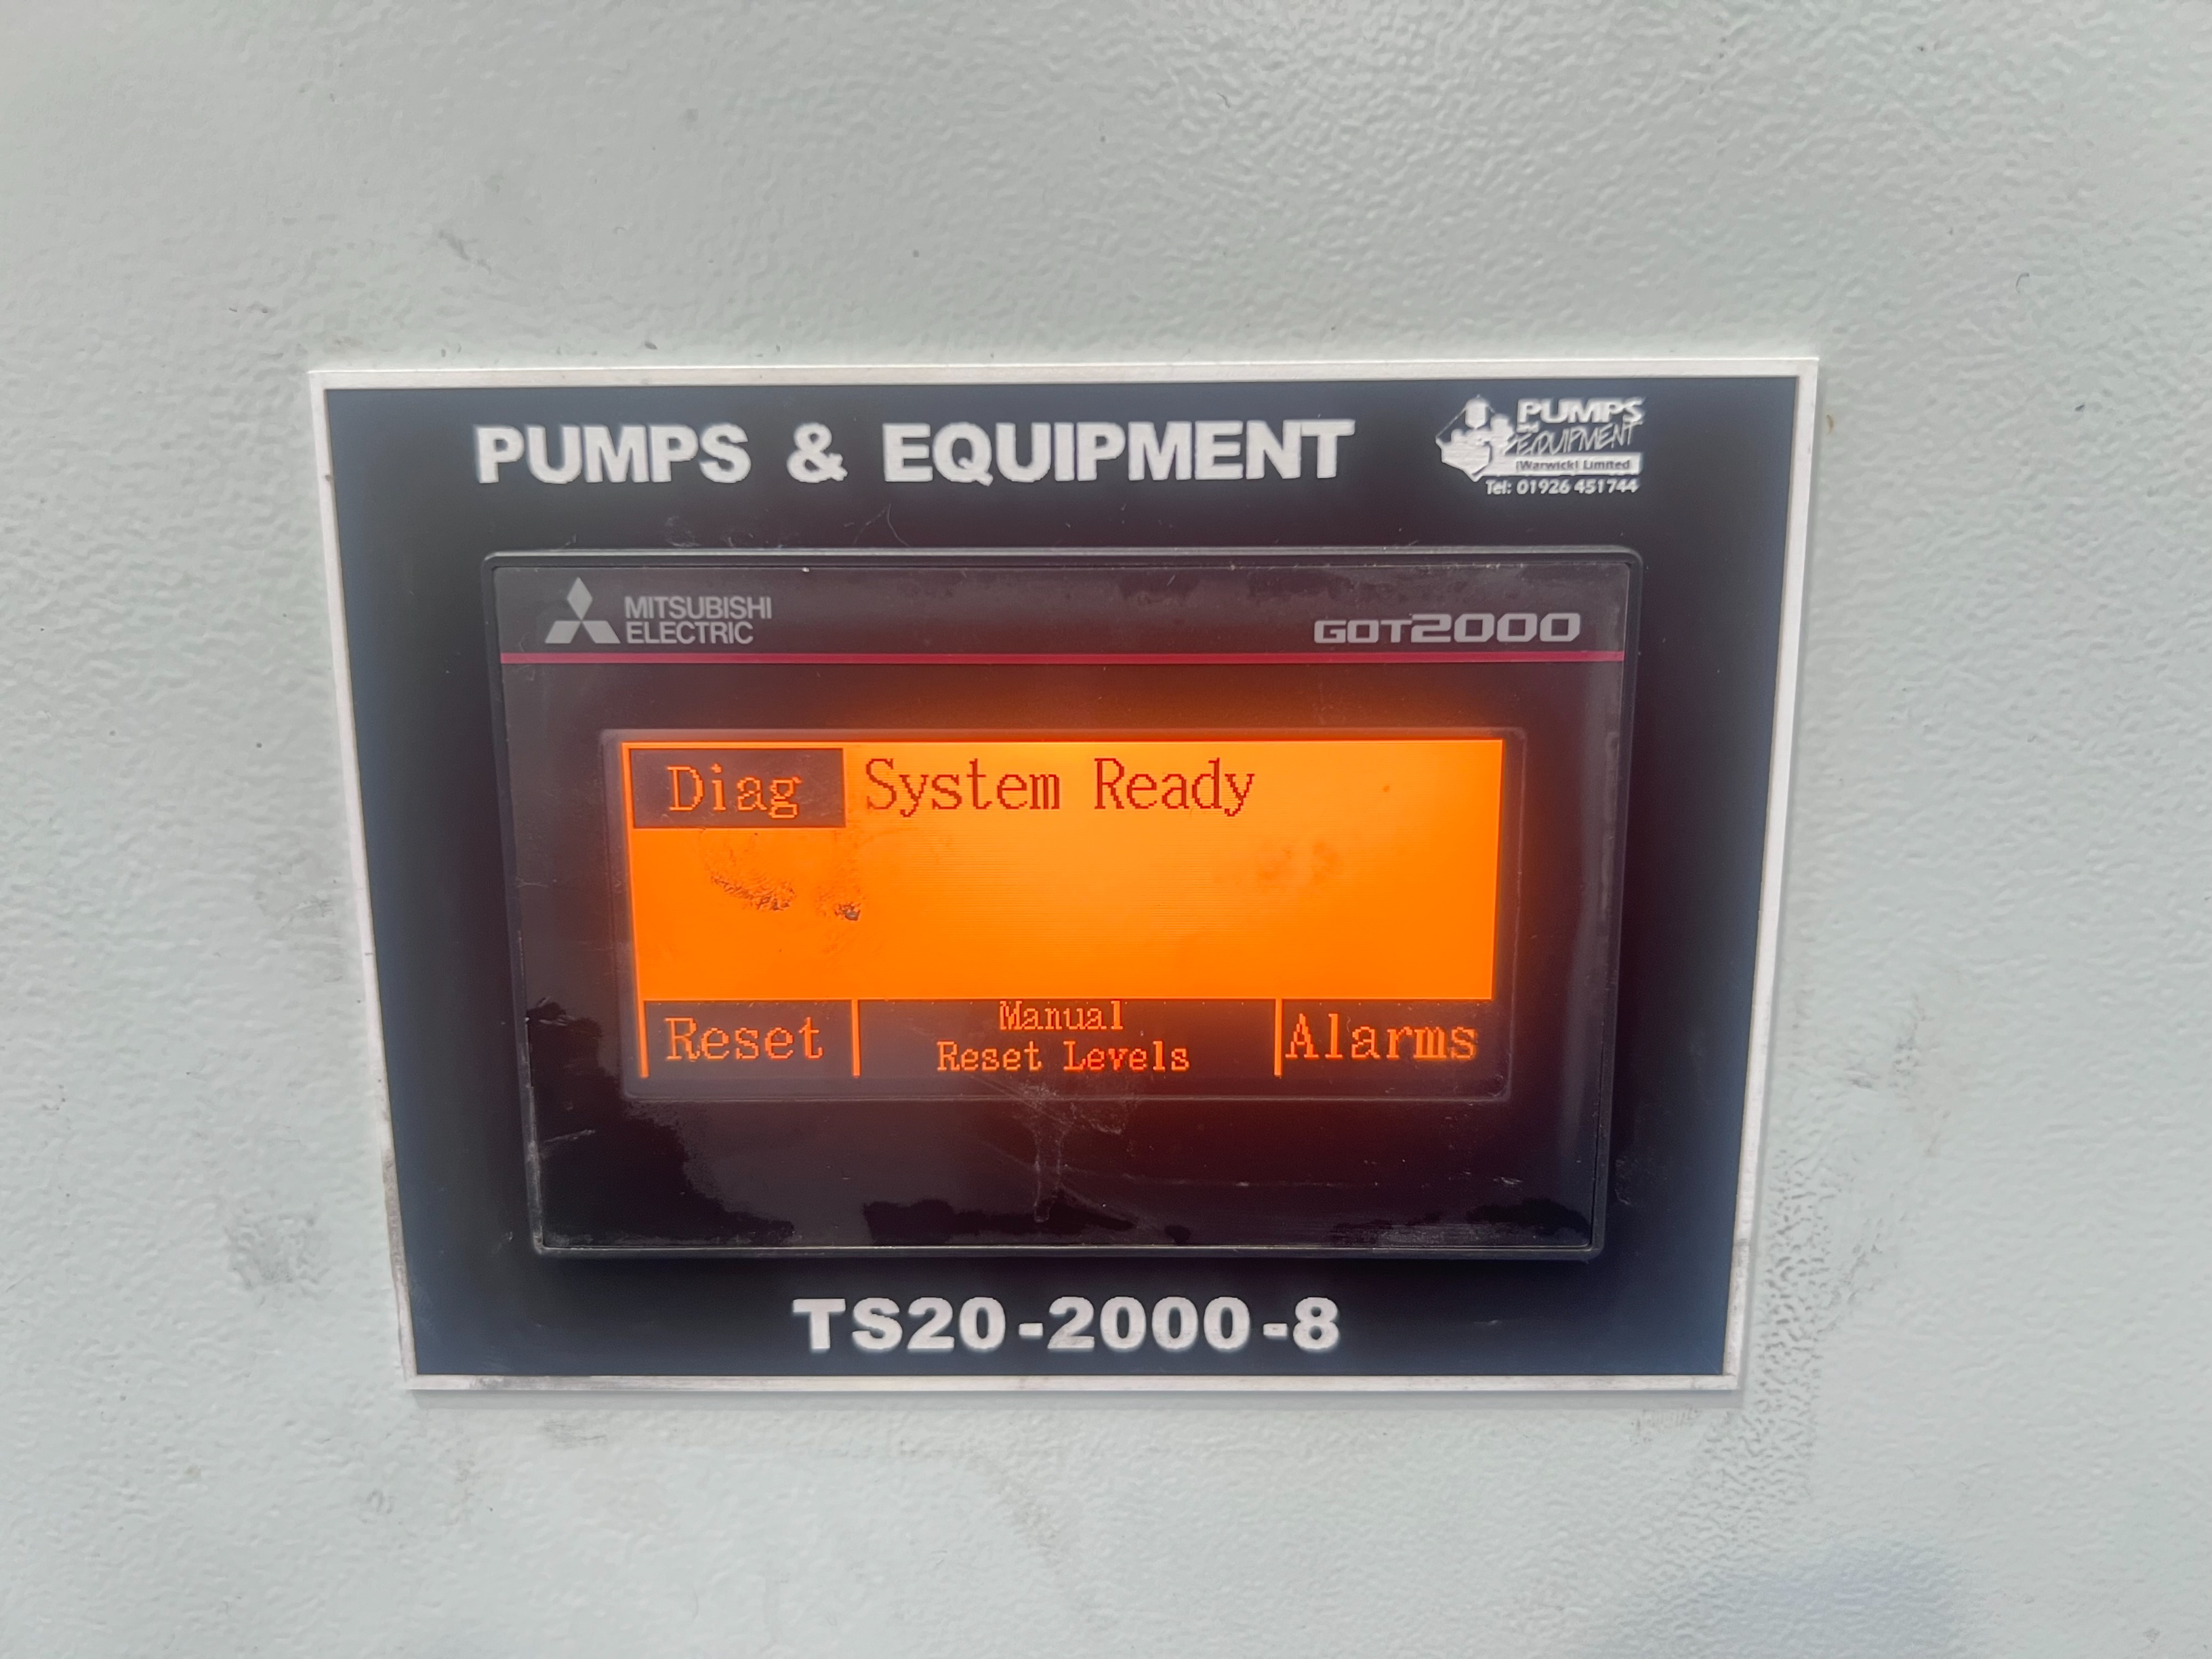 PUMPS & EQUIPMENT
PUMPS
and
EQUIPMENT
(Warwick) Limited
Tel: 01926 451744
MITSUBISHI
ELECTRIC
GOT2000
Diag
System Ready
Reset
Manual
Reset Levels
Alarms
TS20-2000-8